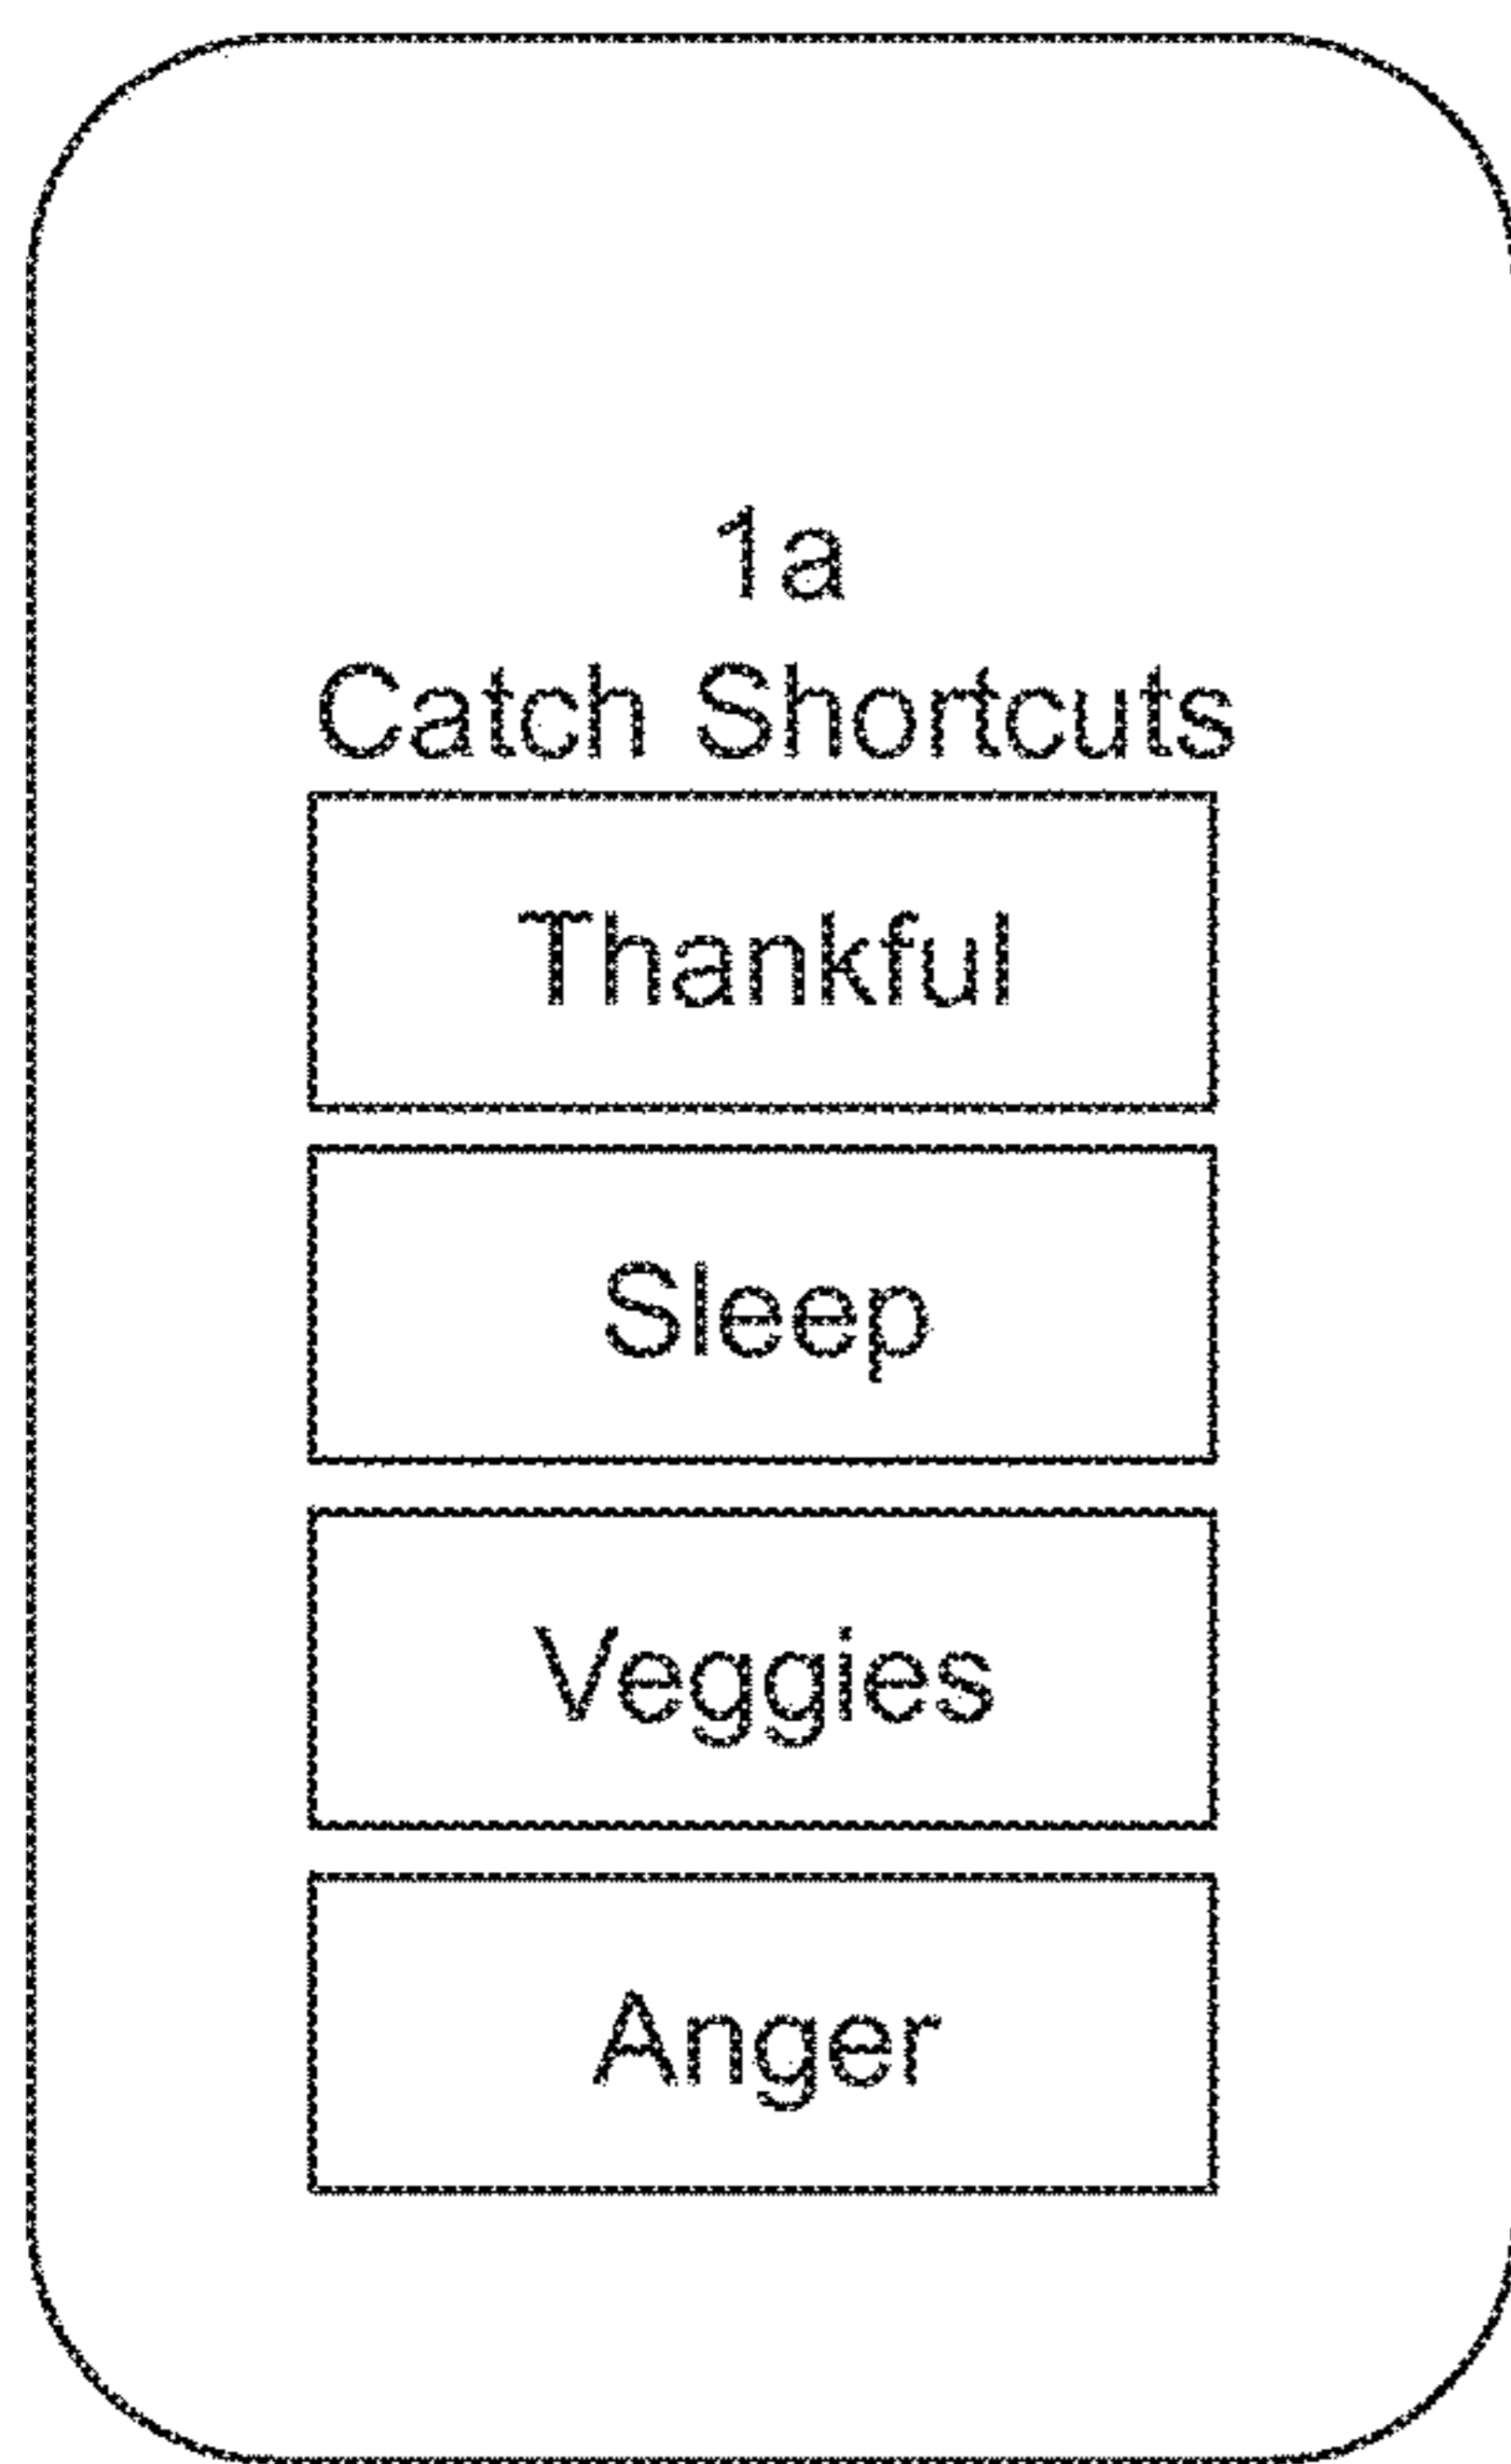 1a
Catch Shortcuts
Thankful
Sleep
Veggies
Anger